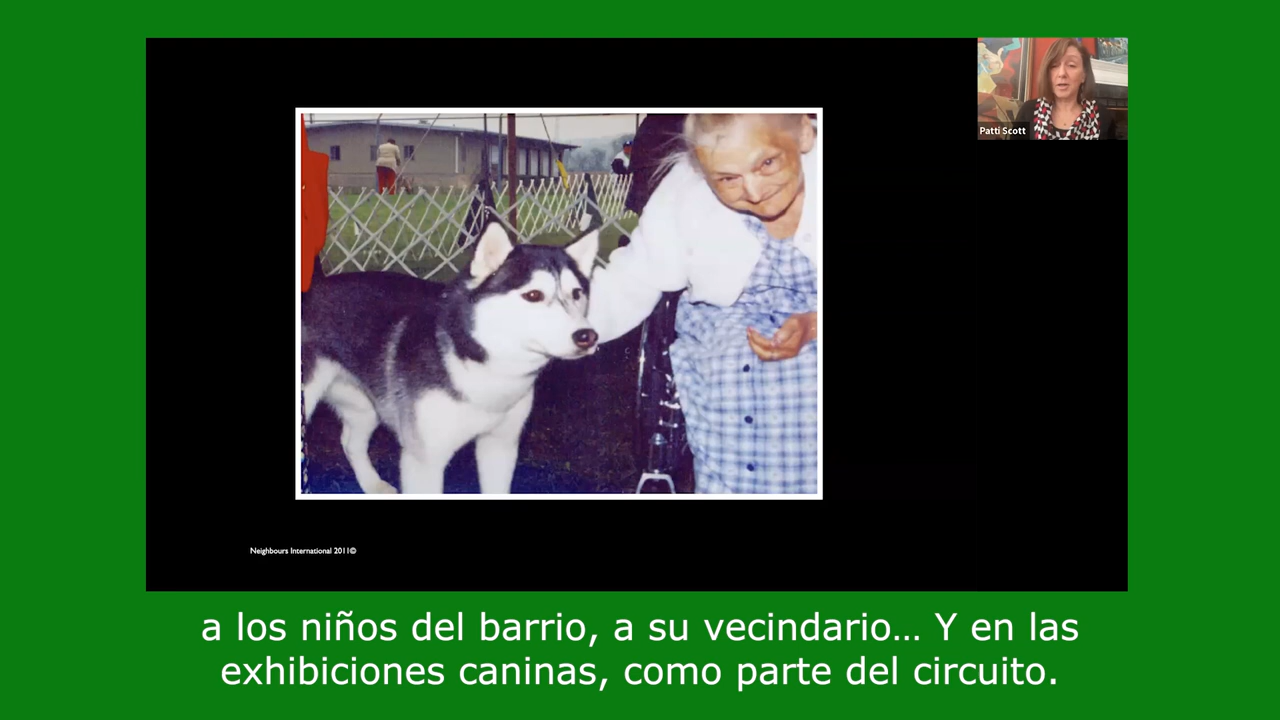 Patti Scott
Neighbours International 2011©
a los niños del barrio, a su vecindario... Y en las
exhibiciones caninas, como parte del circuito.